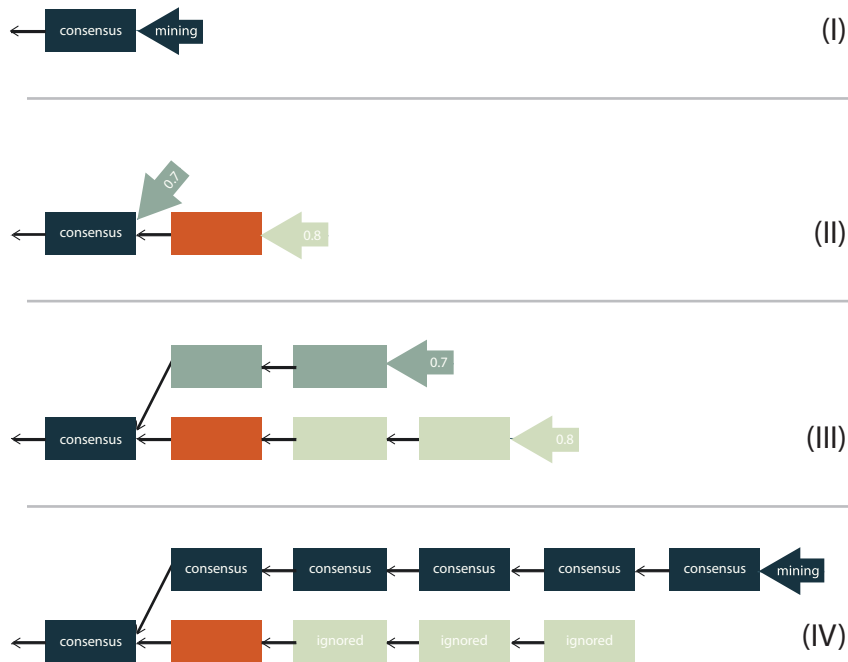 consensus mining (I)
0.7
consensus 0.8 (II)
0.7
consensus 0.8 (III)
consensus consensus consensus consensus consensus mining
consensus ignored ignored ignored (IV)